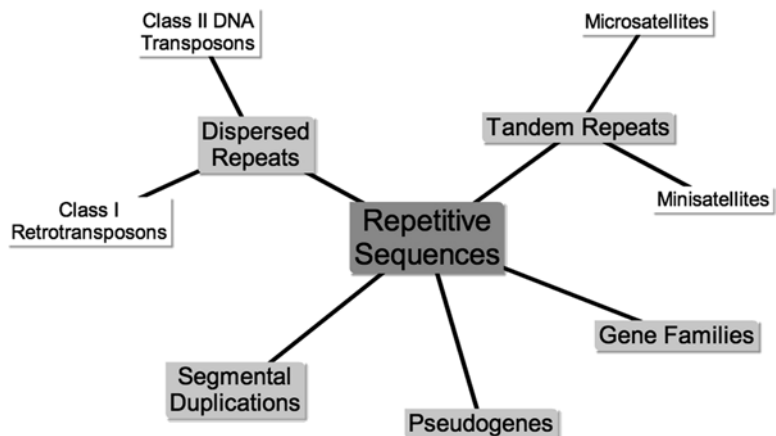 Class II DNA
Transposons
Microsatellites
Dispersed
Repeats
Tandem Repeats
Class I
Retrotransposons
Minisatellites
Repetitive
Sequences
Gene Families
Segmental
Duplications
Pseudogenes